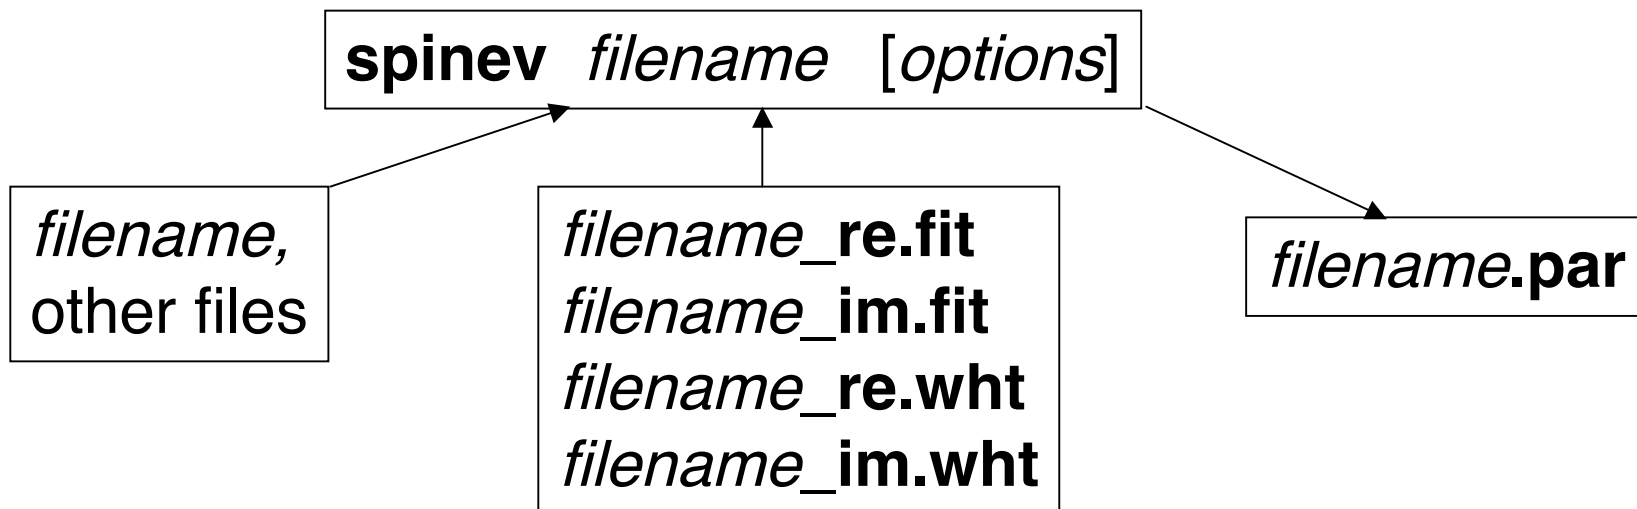 spinev filename [options]
filename,
other files
filename_re.fit
filename_im.fit
filename_re.wht
filename_im.wht
filename.par